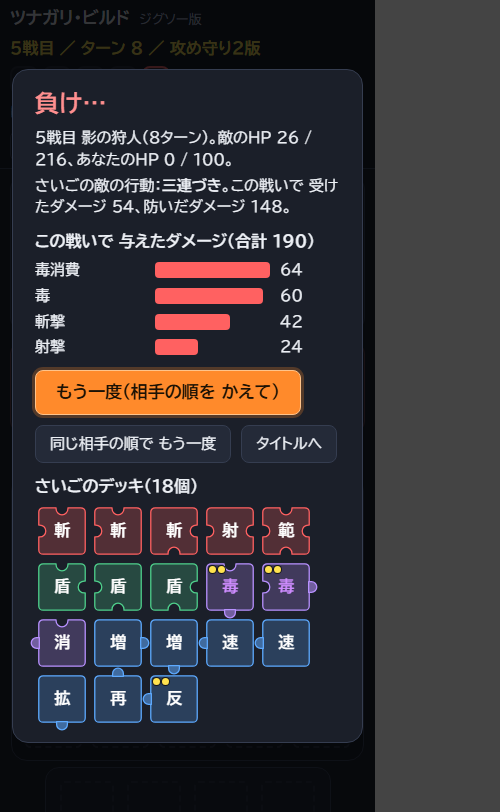 ツナガリ・ビルド ジグソー版
5戦目 ／ ターン 8 ／ 攻め守り2版
負け…
5戦目 影の狩人(8ターン)。敵のHP 26 /
216、あなたのHP 0 / 100。
さいごの敵の行動：三連づき。この戦いで 受け
たダメージ 54、防いだダメージ 148。
この戦いで 与えたダメージ(合計 190)
毒消費 64
毒 60
斬撃 42
射撃 24
もう一度(相手の順を かえて)
同じ相手の順で もう一度 タイトルへ
さいごのデッキ(18個)
斬 斬 斬 射 範
盾 盾 盾 毒 毒
消 増 増 速 速
拡 再 反